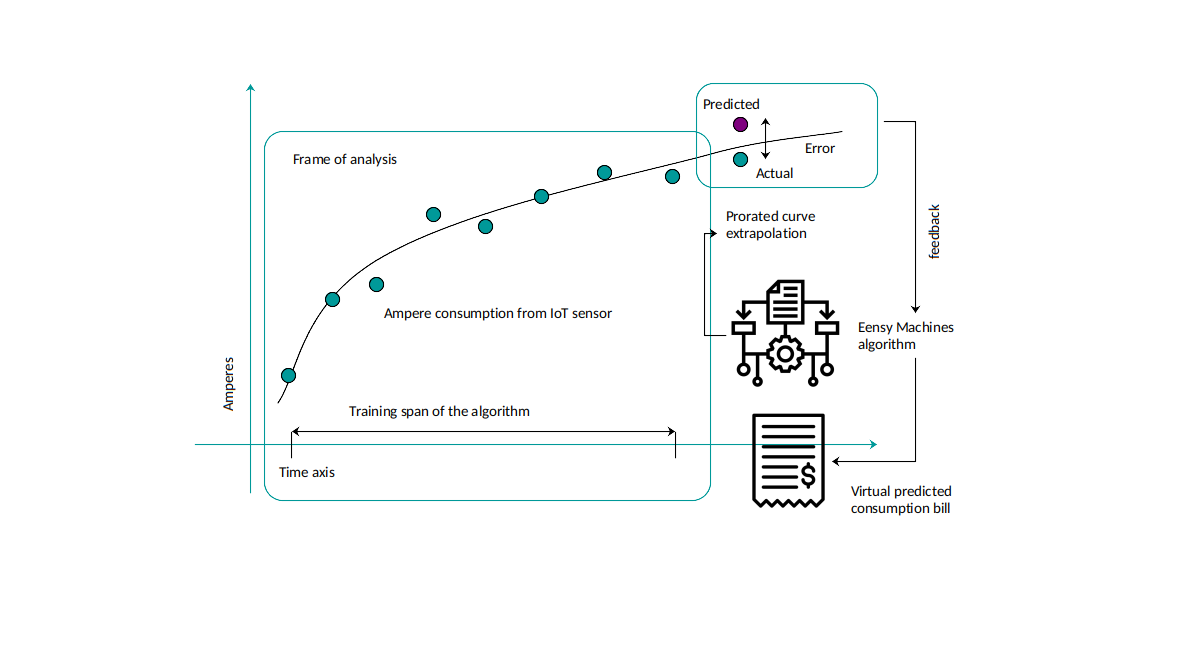 Predicted
Error
Actual
Frame of analysis
Prorated curve
extrapolation
feedback
Ampere consumption from IoT sensor
Eensy Machines
algorithm
Amperes
Training span of the algorithm
Time axis
$
Virtual predicted
consumption bill